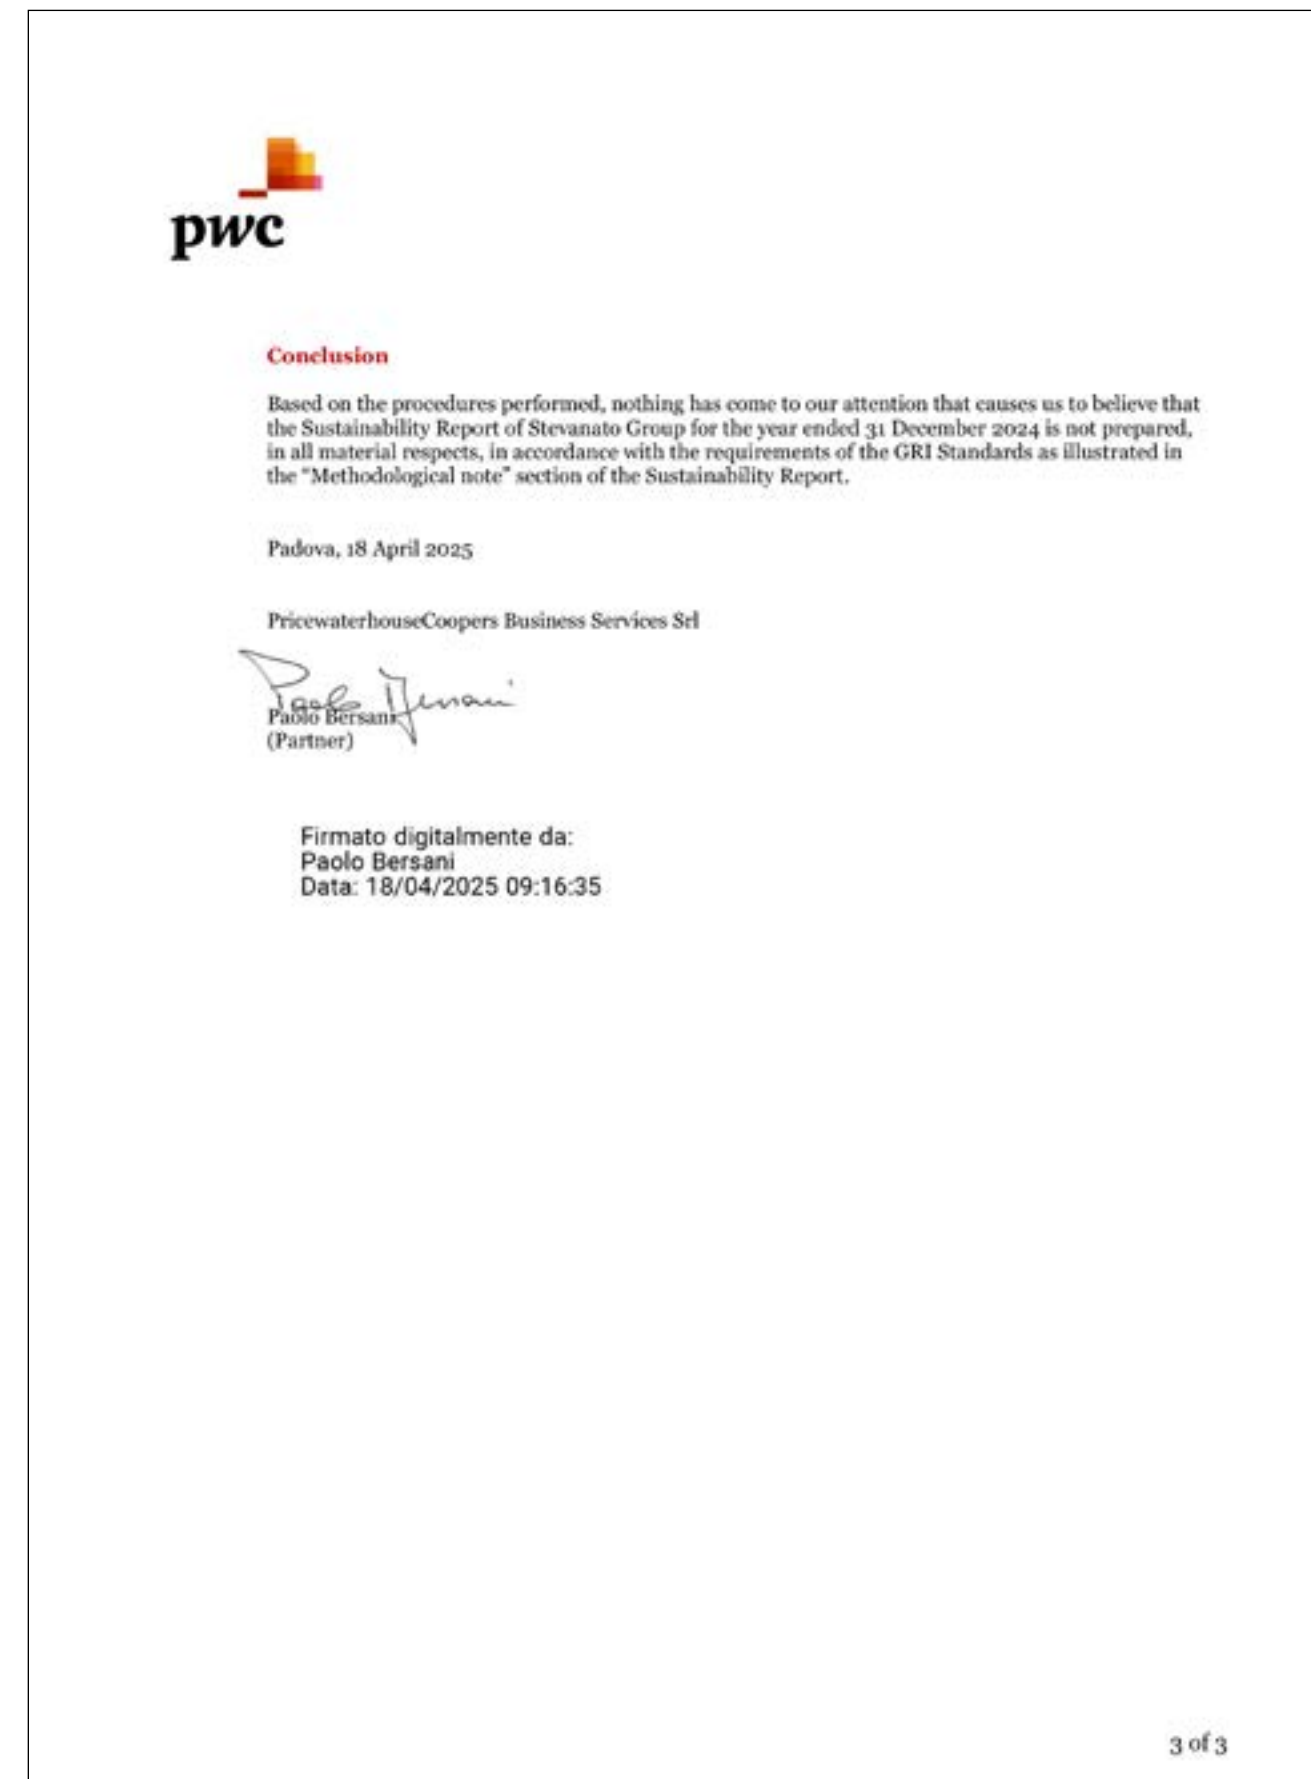 pwc
Conclusion
Based on the procedures performed, nothing has come to our attention that causes us to believe that
the Sustainability Report of Stevanato Group for the year ended 31 December 2024 is not prepared,
in all material respects, in accordance with the requirements of the GRI Standards as illustrated in
the "Methodological note" section of the Sustainability Report.
Padova, 18 April 2025
PricewaterhouseCoopers Business Services Srl
Paolo Bersani
Paolo Bersani
(Partner)
Firmato digitalmente da:
Paolo Bersani
Data: 18/04/2025 09:16:35
3 of 3